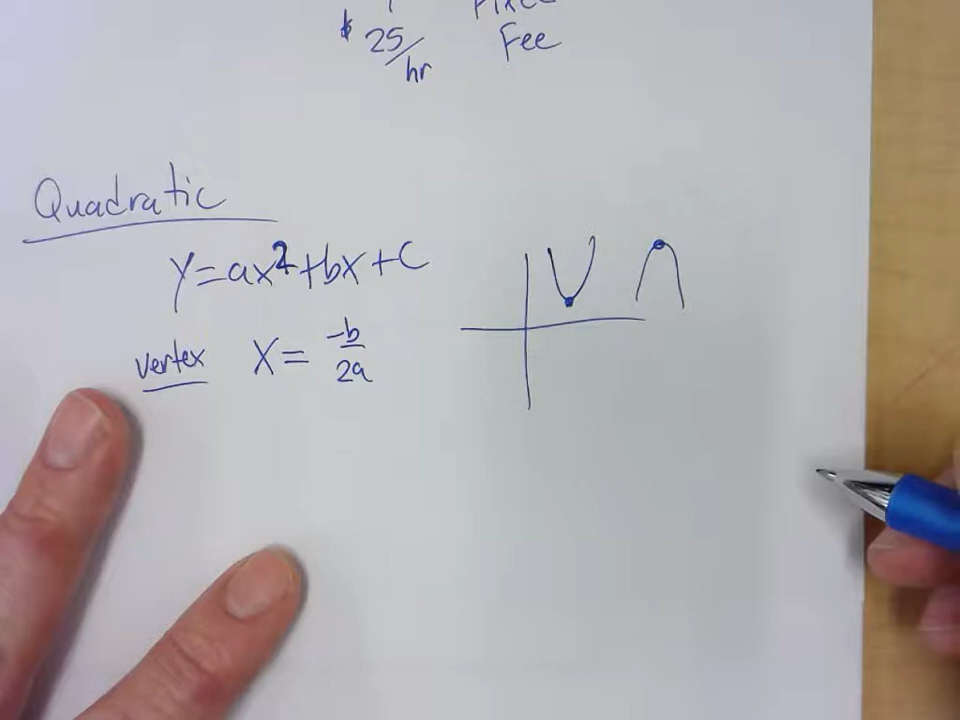 $ 25/hr Fee
Quadratic
y=ax²+bx+c
vertex x= -b/2a